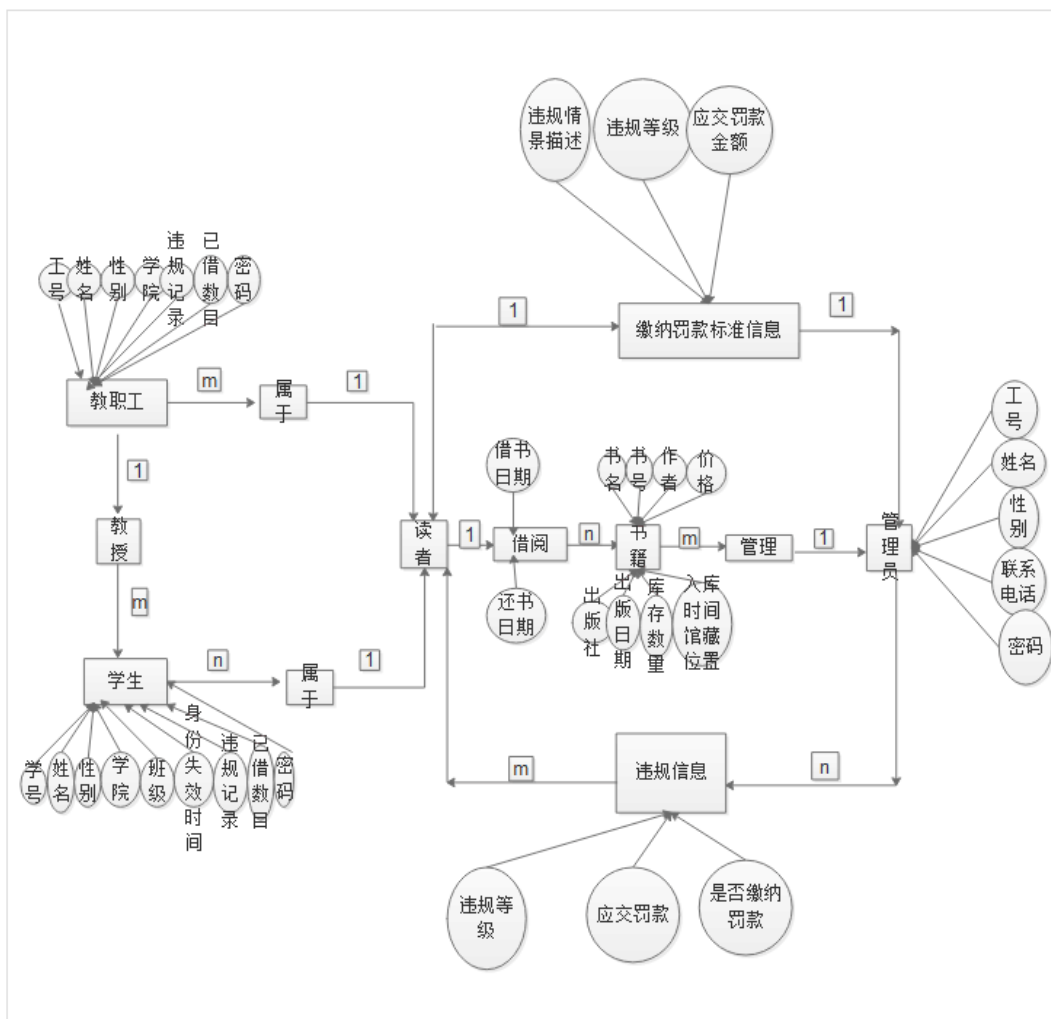 违规情景描述
违规等级
应交罚款金额
工号
姓名
性别
学院
违规记录
已借数目
密码
1
缴纳罚款标准信息
1
教职工
m
属于
1
工号
姓名
性别
联系电话
密码
借书日期
书名
书号
作者
价格
1
教授
读者
1
借阅
n
书籍
m
管理
1
管理员
还书日期
出版社
出版日期
库存数量
入库时间
馆藏位置
m
学生
n
属于
1
学号
姓名
性别
学院
班级
身份失效时间
违规记录
已借数目
密码
m
违规信息
n
违规等级
应交罚款
是否缴纳罚款